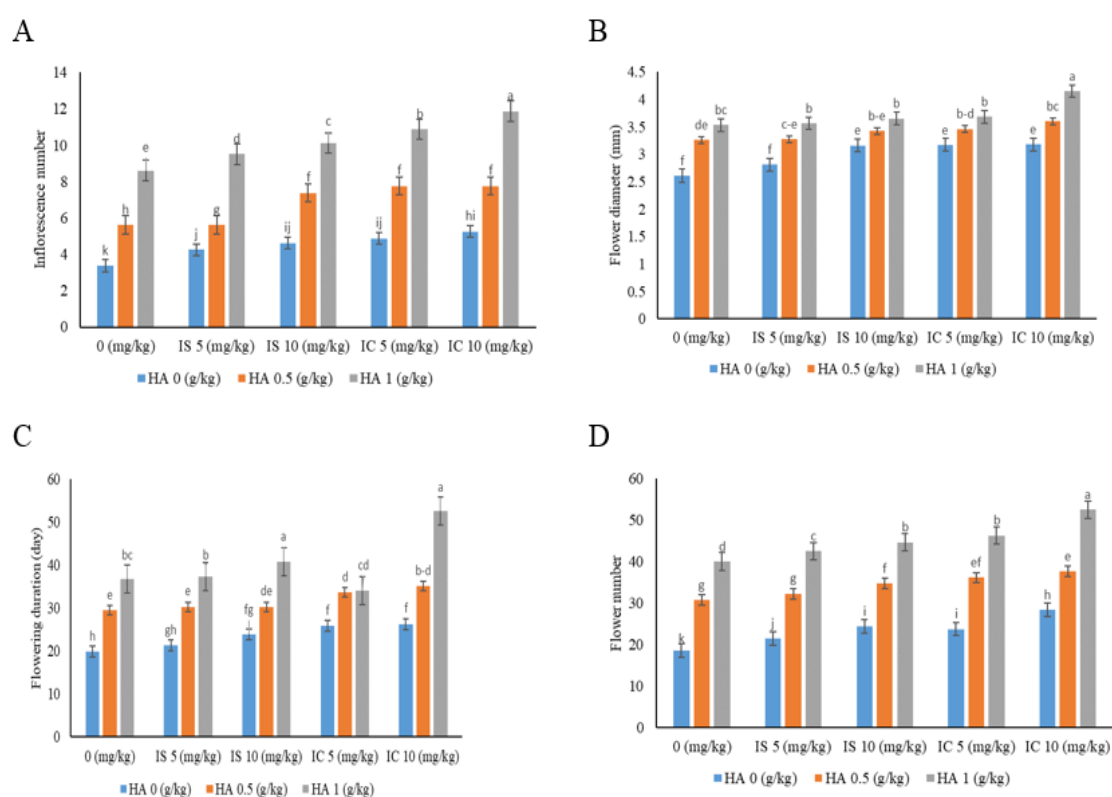 A
14
12
10
8
6
4
2
0
Inflorescence number
k h e
j g d
ij f c
ij f b
hi f a
0 (mg/kg) IS 5 (mg/kg) IS 10 (mg/kg) IC 5 (mg/kg) IC 10 (mg/kg)
HA 0 (g/kg) HA 0.5 (g/kg) HA 1 (g/kg)
B
4.5
4
3.5
3
2.5
2
1.5
1
0.5
0
Flower diameter (mm)
f de bc
f c-e b
e b-e b
e b-d b
e bc a
0 (mg/kg) IS 5 (mg/kg) IS 10 (mg/kg) IC 5 (mg/kg) IC 10 (mg/kg)
HA 0 (g/kg) HA 0.5 (g/kg) HA 1 (g/kg)
C
60
50
40
30
20
10
0
Flowering duration (day)
h e bc
gh e b
fg de a
f d cd
f b-d a
0 (mg/kg) IS 5 (mg/kg) IS 10 (mg/kg) IC 5 (mg/kg) IC 10 (mg/kg)
HA 0 (g/kg) HA 0.5 (g/kg) HA 1 (g/kg)
D
60
50
40
30
20
10
0
Flower number
k g d
j g c
i f b
i ef b
h e a
0 (mg/kg) IS 5 (mg/kg) IS 10 (mg/kg) IC 5 (mg/kg) IC 10 (mg/kg)
HA 0 (g/kg) HA 0.5 (g/kg) HA 1 (g/kg)